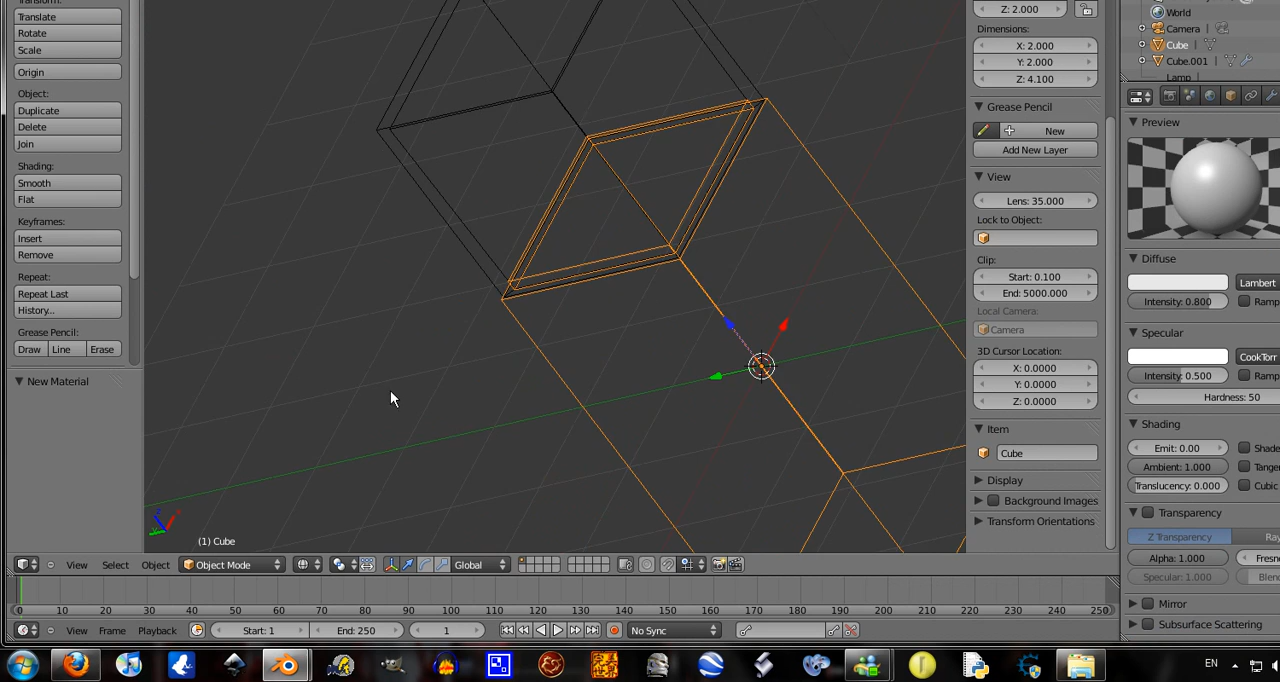 Transform:
Translate
Rotate
Scale
Origin
Object:
Duplicate
Delete
Join
Shading:
Smooth
Flat
Keyframes:
Insert
Remove
Repeat:
Repeat Last
History...
Grease Pencil:
Draw Line Erase
New Material
(1) Cube
Z: 2.000
Dimensions:
X: 2.000
Y: 2.000
Z: 4.100
Grease Pencil
New
Add New Layer
View
Lens: 35.000
Lock to Object:
Clip:
Start: 0.100
End: 5000.000
Local Camera:
Camera
3D Cursor Location:
X: 0.0000
Y: 0.0000
Z: 0.0000
Item
Cube
Display
Background Images
Transform Orientations
World
Camera
Cube
Cube.001
Lamp
Preview
Diffuse
Lambert
Intensity: 0.800 Ramp
Specular
CookTorr
Intensity: 0.500 Ramp
Hardness: 50
Shading
Emit: 0.00 Shade
Ambient: 1.000 Tange
Translucency: 0.000 Cubic
Transparency
Z Transparency Ray
Alpha: 1.000 Fresn
Specular: 1.000 Blen
Mirror
Subsurface Scattering
View Select Object Object Mode Global
0 10 20 30 40 50 60 70 80 90 100 110 120 130 140 150 160 170 180 190 200 210 220 230 240 250
View Frame Playback Start: 1 End: 250 1 No Sync
EN